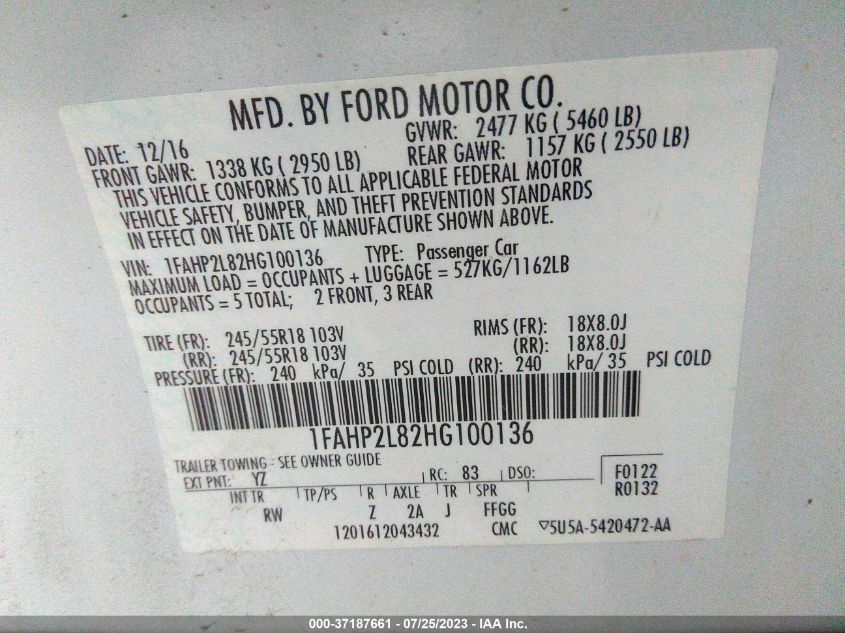 MFD. BY FORD MOTOR CO.
DATE: 12/16 GVWR: 2477 KG ( 5460 LB)
FRONT GAWR: 1338 KG ( 2950 LB) REAR GAWR: 1157 KG ( 2550 LB)
THIS VEHICLE CONFORMS TO ALL APPLICABLE FEDERAL MOTOR
VEHICLE SAFETY, BUMPER, AND THEFT PREVENTION STANDARDS
IN EFFECT ON THE DATE OF MANUFACTURE SHOWN ABOVE.
VIN: 1FAHP2L82HG100136 TYPE: Passenger Car
MAXIMUM LOAD = OCCUPANTS + LUGGAGE = 527KG/1162LB
OCCUPANTS = 5 TOTAL; 2 FRONT, 3 REAR
TIRE (FR): 245/55R18 103V RIMS (FR): 18X8.0J
(RR): 245/55R18 103V (RR): 18X8.0J
PRESSURE (FR): 240 kPa/ 35 PSI COLD (RR): 240 kPa/ 35 PSI COLD
1FAHP2L82HG100136
TRAILER TOWING - SEE OWNER GUIDE
EXT PNT: YZ RC: 83 DSO: F0122
INT TR TP/PS R AXLE TR SPR R0132
RW Z 2A J FFGG
1201612043432 CMC ▽5U5A-5420472-AA
000-37187661 / 07/25/2023 - IAA Inc.